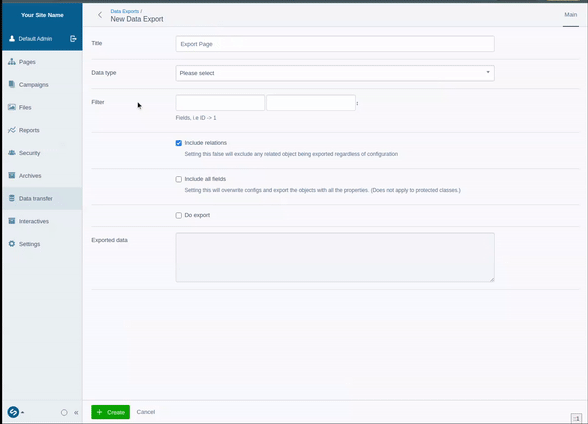 Your Site Name
Default Admin
Pages
Campaigns
Files
Reports
Security
Archives
Data transfer
Interactives
Settings
Data Exports /
New Data Export
Main
Title
Export Page
Data type
Please select
Filter
:
Fields, i.e ID -> 1
Include relations
Setting this false will exclude any related object being exported regardless of configuration
Include all fields
Setting this will overwrite configs and export the objects with all the properties. (Does not apply to protected classes.)
Do export
Exported data
Create
Cancel